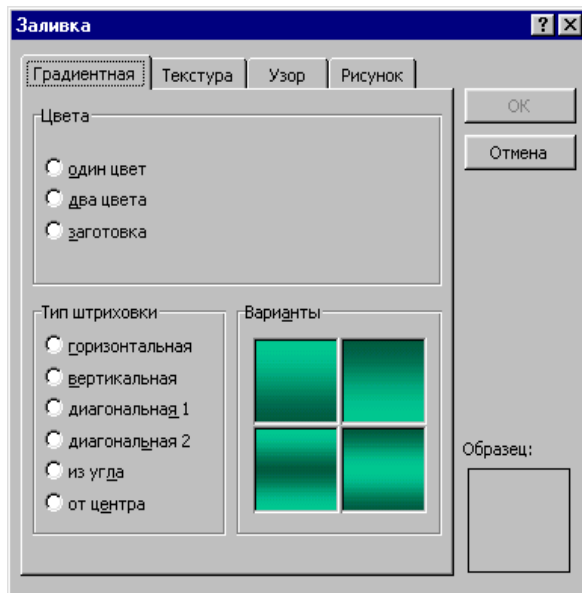 Заливка
Градиентная Текстура Узор Рисунок
Цвета
один цвет
два цвета
заготовка
OK
Отмена
Тип штриховки
горизонтальная
вертикальная
диагональная 1
диагональная 2
из угла
от центра
Варианты
Образец: